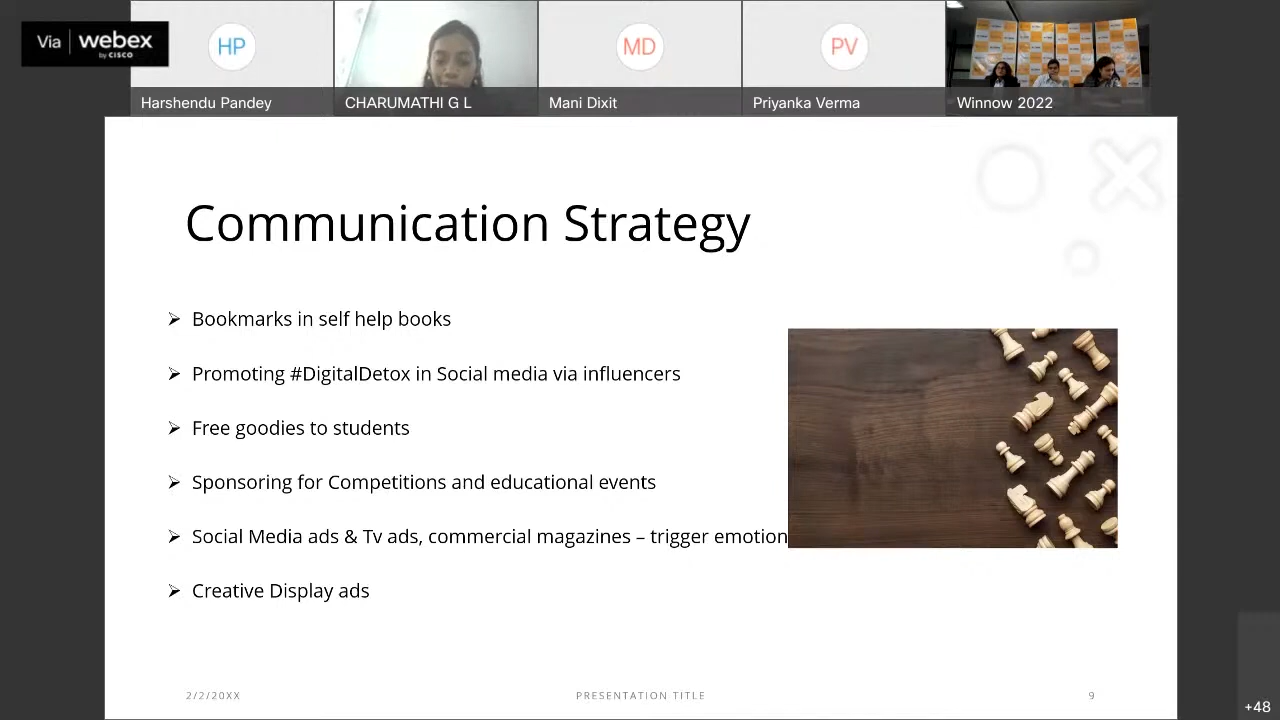 Via webex
by CISCO
HP
MD
PV
Harshendu Pandey
CHARUMATHI G L
Mani Dixit
Priyanka Verma
Winnow 2022
Communication Strategy
Bookmarks in self help books
Promoting #DigitalDetox in Social media via influencers
Free goodies to students
Sponsoring for Competitions and educational events
Social Media ads & Tv ads, commercial magazines – trigger emotion
Creative Display ads
2/2/20XX
PRESENTATION TITLE
9
+48